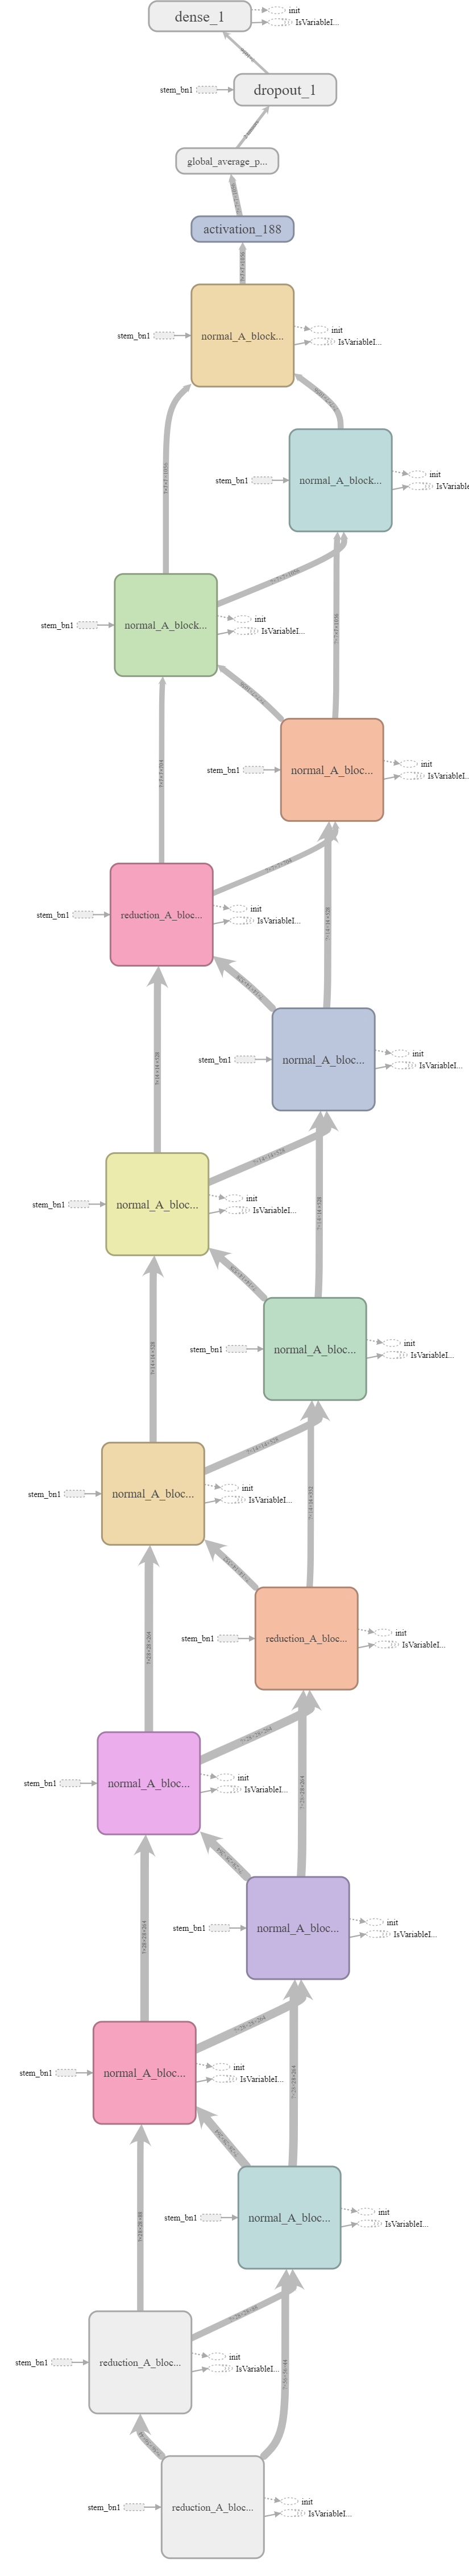 dense_1
init
IsVariableI...
stem_bn1
dropout_1
global_average_p...
activation_188
stem_bn1
normal_A_block...
init
IsVariableI...
stem_bn1
normal_A_block...
init
IsVariableI
stem_bn1
normal_A_block...
init
IsVariableI...
stem_bn1
normal_A_bloc...
init
IsVariableI...
stem_bn1
reduction_A_bloc...
init
IsVariableI...
stem_bn1
normal_A_bloc...
init
IsVariableI...
stem_bn1
normal_A_bloc...
init
IsVariableI...
stem_bn1
normal_A_bloc...
init
IsVariableI...
stem_bn1
normal_A_bloc...
init
IsVariableI...
stem_bn1
reduction_A_bloc...
init
IsVariableI...
stem_bn1
normal_A_bloc...
init
IsVariableI...
stem_bn1
normal_A_bloc...
init
IsVariableI...
stem_bn1
normal_A_bloc...
init
IsVariableI...
stem_bn1
normal_A_bloc...
init
IsVariableI...
stem_bn1
reduction_A_bloc...
init
IsVariableI...
stem_bn1
reduction_A_bloc...
init
IsVariableI...